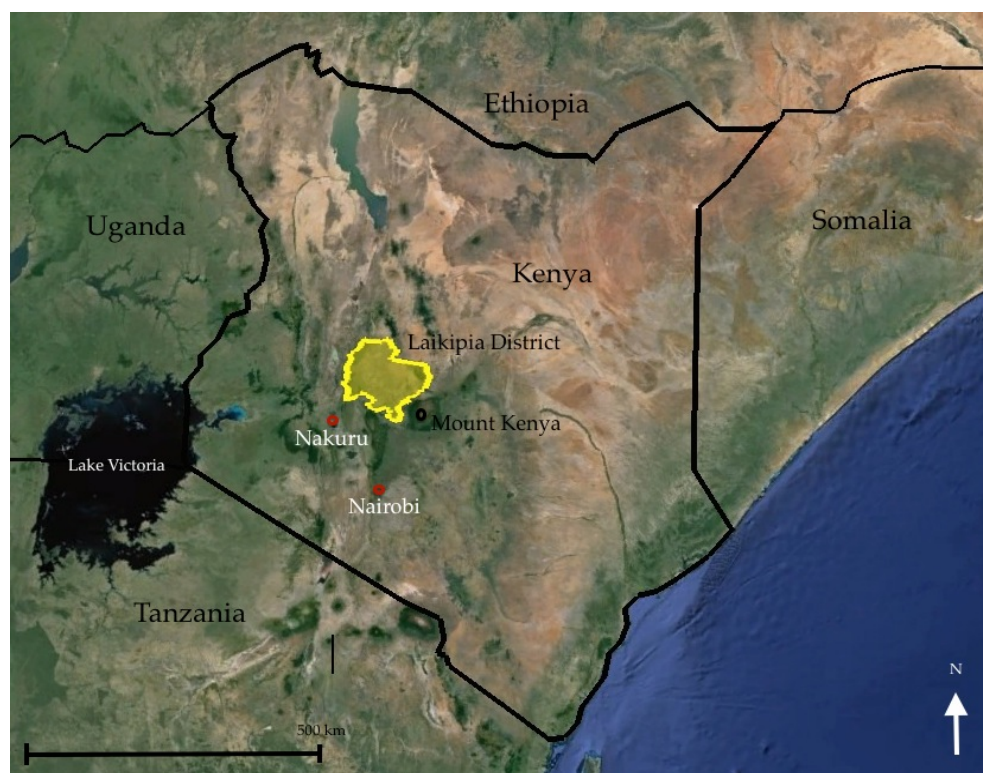 Ethiopia
Uganda
Somalia
Kenya
Laikipia District
Mount Kenya
Nakuru
Lake Victoria
Nairobi
Tanzania
N
500 km